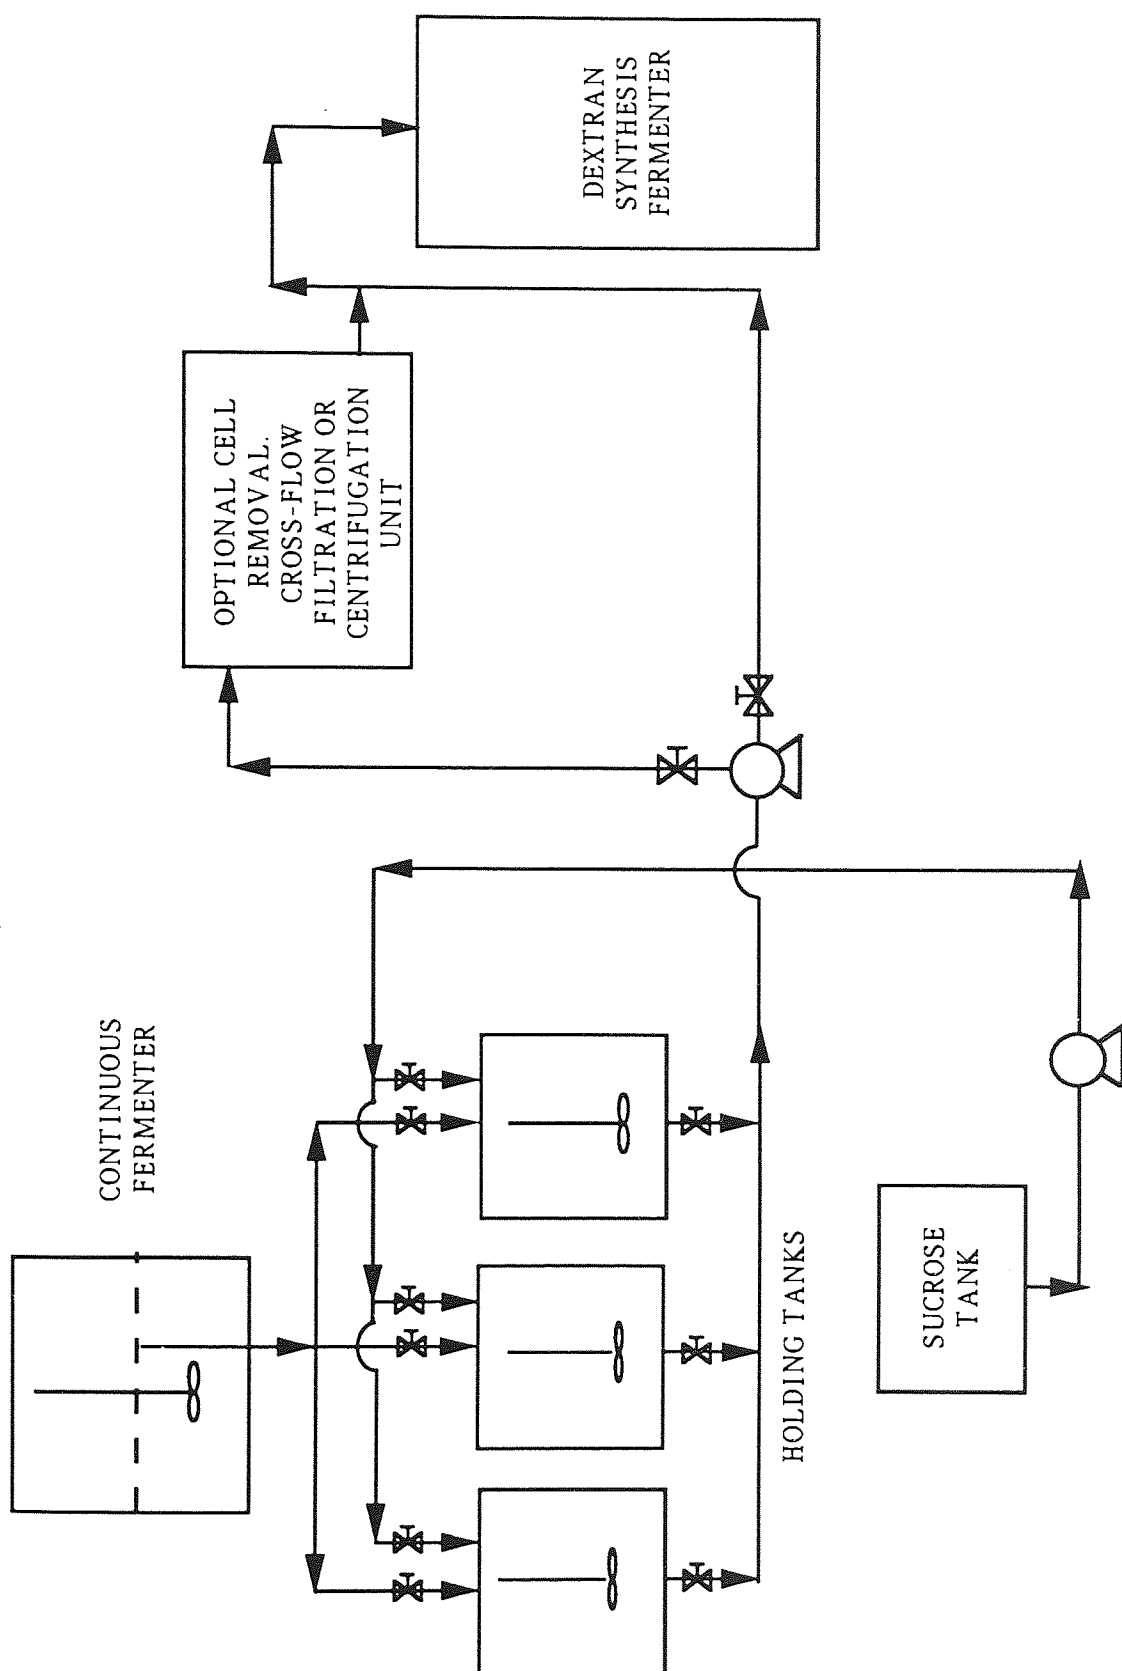 CONTINUOUS
FERMENTER
HOLDING TANKS
SUCROSE
TANK
OPTIONAL CELL
REMOVAL.
CROSS-FLOW
FILTRATION OR
CENTRIFUGATION
UNIT
DEXTRAN
SYNTHESIS
FERMENTER